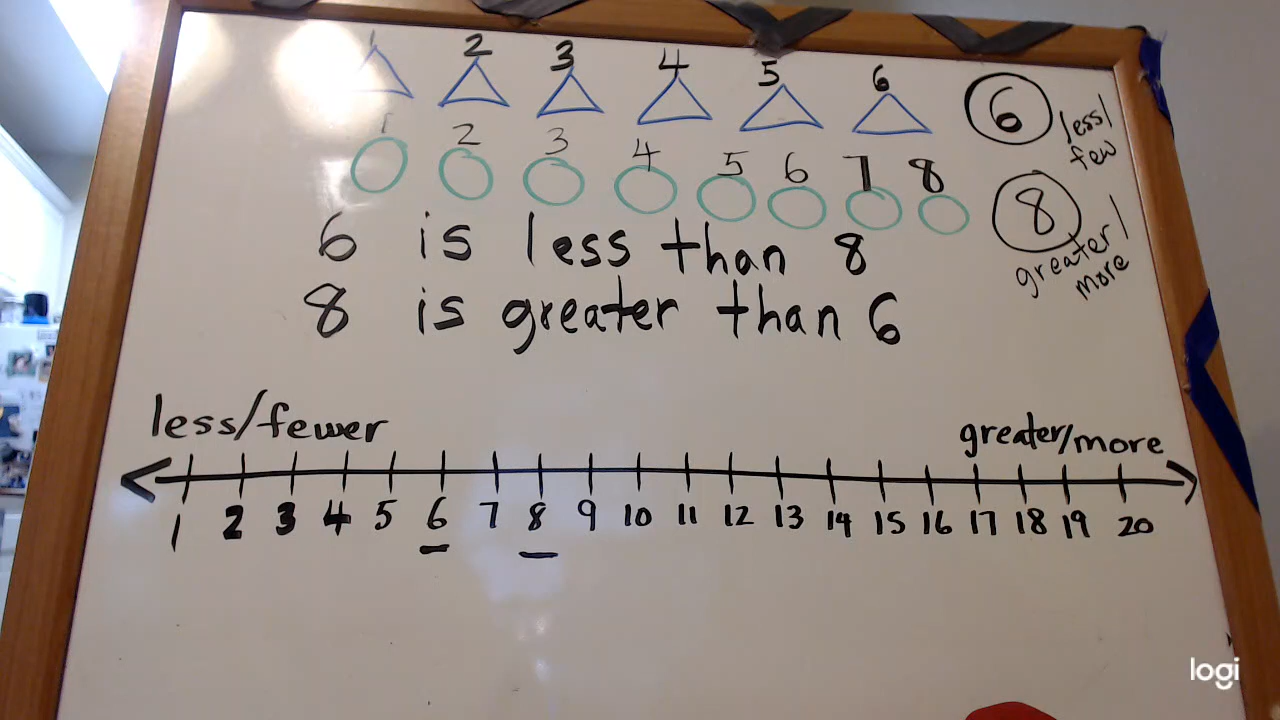 1 2 3 4 5 6
6 less/
few
1 2 3 4 5 6 7 8
8 greater/
more
6 is less than 8
8 is greater than 6
less/fewer
greater/more
1 2 3 4 5 6 7 8 9 10 11 12 13 14 15 16 17 18 19 20
logi